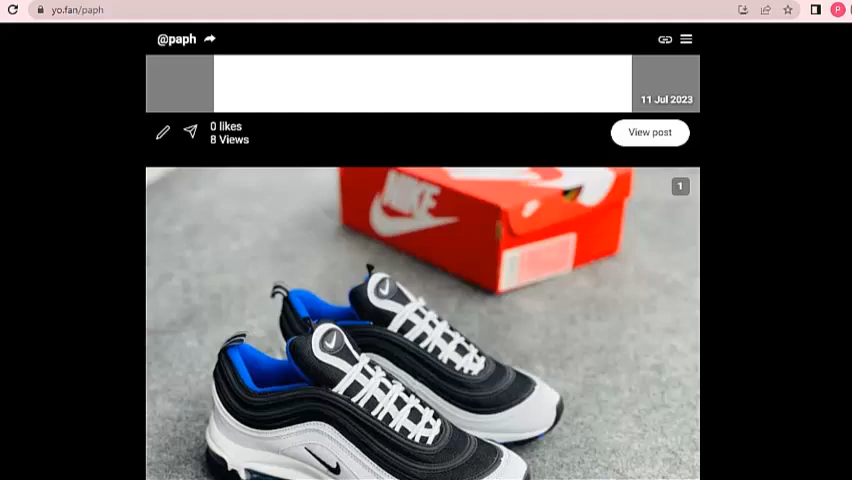 yo.fan/paph
P
@paph
11 Jul 2023
0 likes
8 Views
View post
1
NIKE